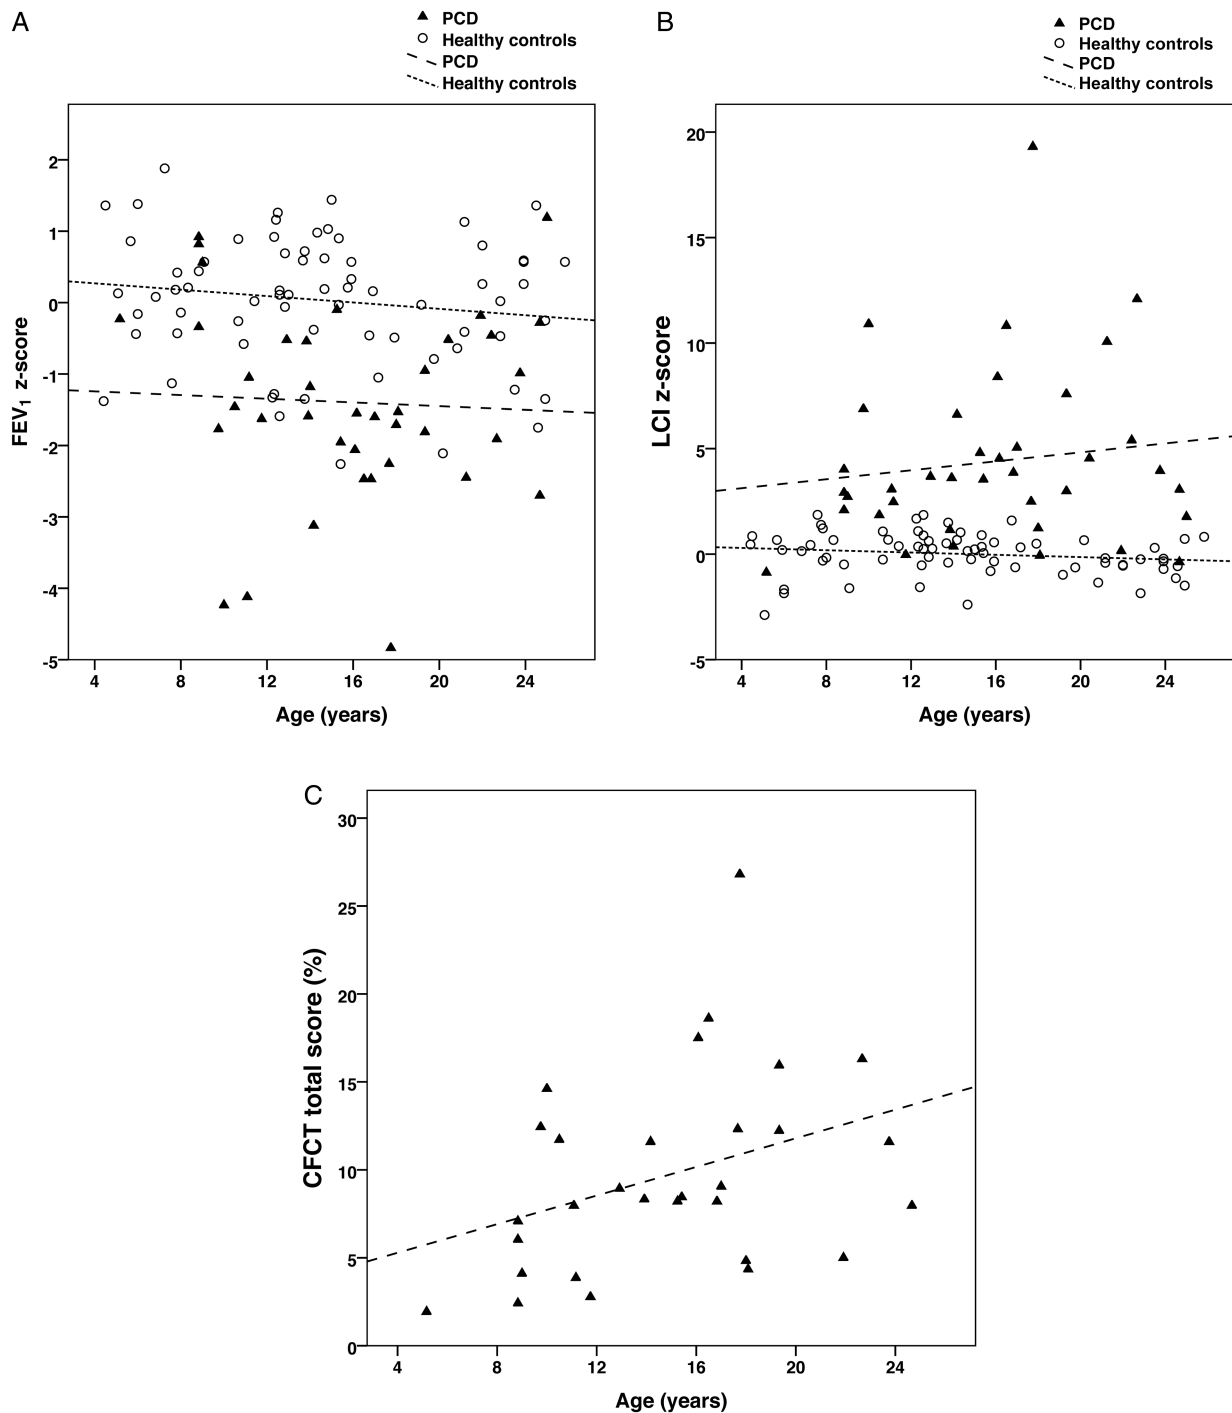 A
PCD
Healthy controls
PCD
Healthy controls
2
1
0
-1
-2
-3
-4
-5
FEV1 z-score
4 8 12 16 20 24
Age (years)
B
PCD
Healthy controls
PCD
Healthy controls
20
15
10
5
0
-5
LCI z-score
4 8 12 16 20 24
Age (years)
C
30
25
20
15
10
5
0
CFCT total score (%)
4 8 12 16 20 24
Age (years)